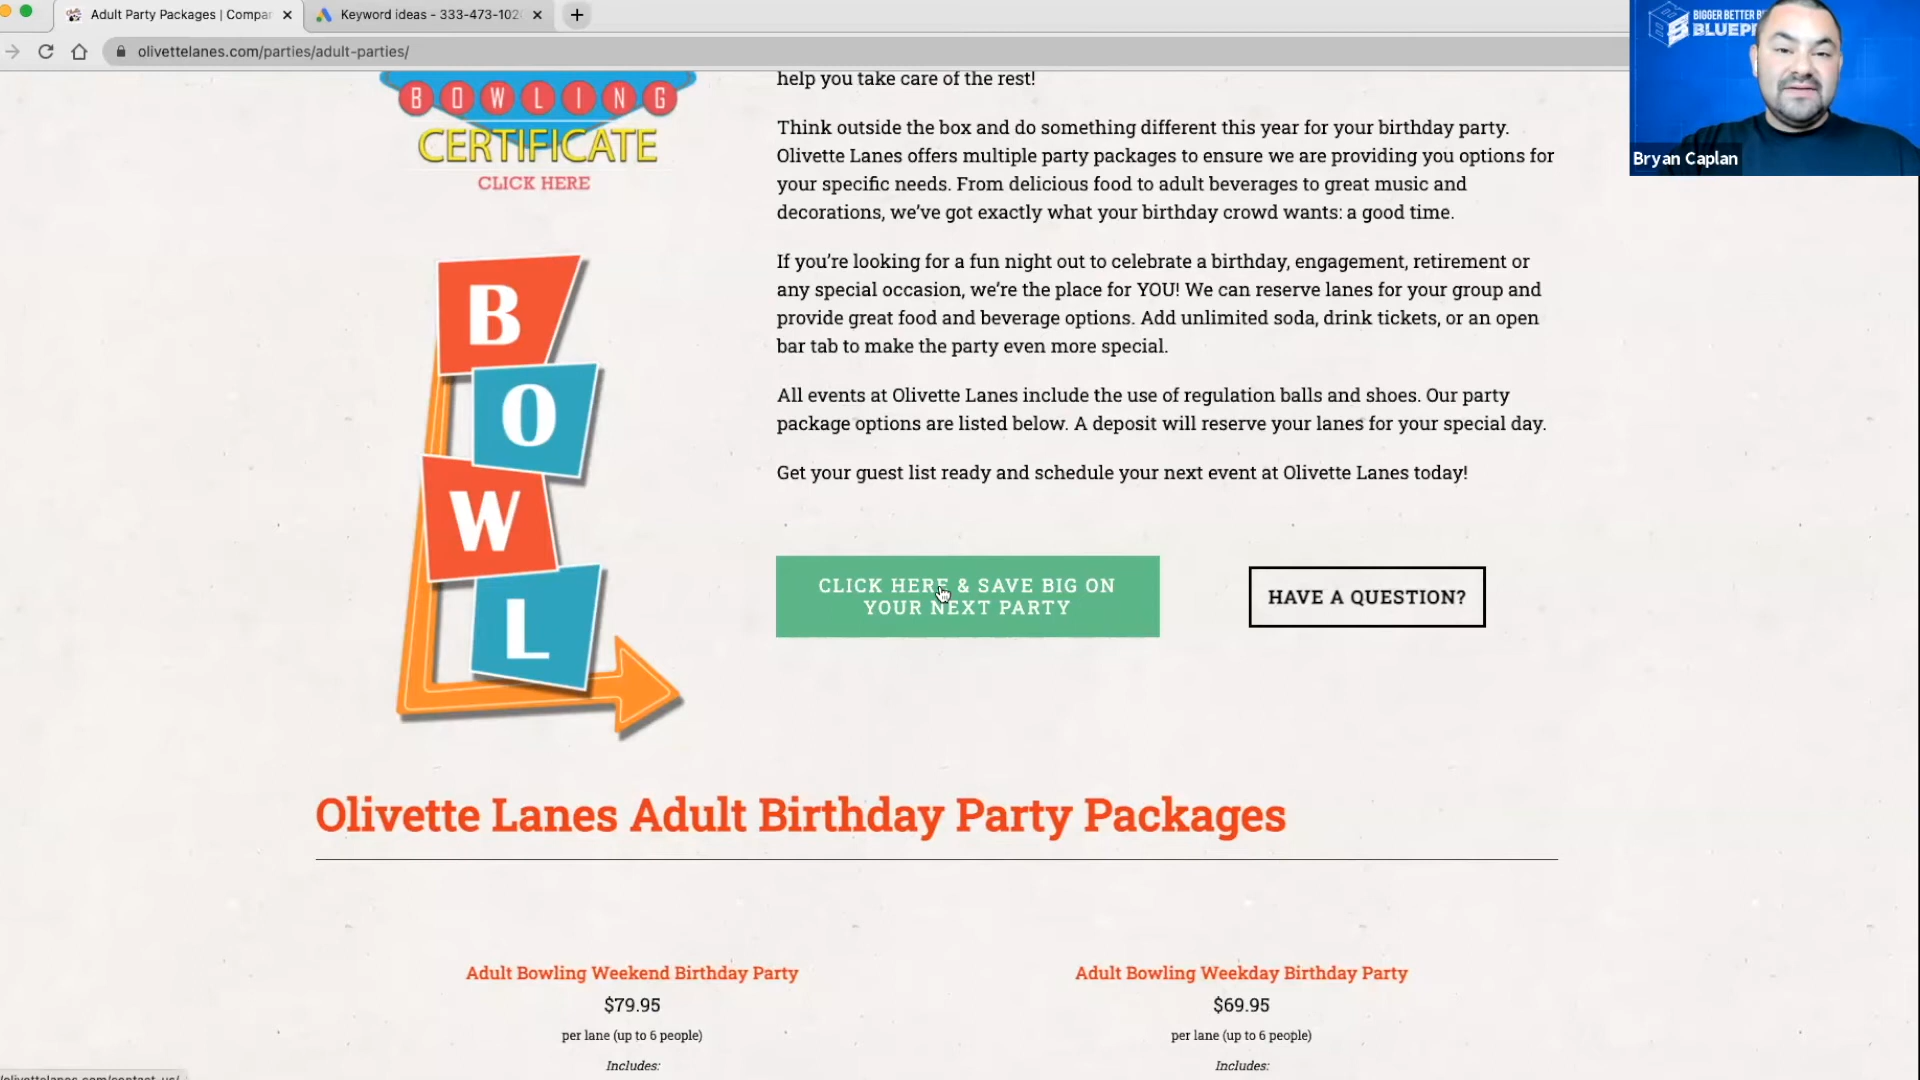 Adult Party Packages | Compar
Keyword ideas - 333-473-102
olivettelanes.com/parties/adult-parties/
BIGGER BETTER B
BLUEP
Bryan Caplan
BOWLING
CERTIFICATE
CLICK HERE
help you take care of the rest!
Think outside the box and do something different this year for your birthday party.
Olivette Lanes offers multiple party packages to ensure we are providing you options for
your specific needs. From delicious food to adult beverages to great music and
decorations, we’ve got exactly what your birthday crowd wants: a good time.
If you’re looking for a fun night out to celebrate a birthday, engagement, retirement or
any special occasion, we’re the place for YOU! We can reserve lanes for your group and
provide great food and beverage options. Add unlimited soda, drink tickets, or an open
bar tab to make the party even more special.
All events at Olivette Lanes include the use of regulation balls and shoes. Our party
package options are listed below. A deposit will reserve your lanes for your special day.
Get your guest list ready and schedule your next event at Olivette Lanes today!
B
O
W
L
CLICK HERE & SAVE BIG ON
YOUR NEXT PARTY
HAVE A QUESTION?
Olivette Lanes Adult Birthday Party Packages
Adult Bowling Weekend Birthday Party
$79.95
per lane (up to 6 people)
Includes:
Adult Bowling Weekday Birthday Party
$69.95
per lane (up to 6 people)
Includes: